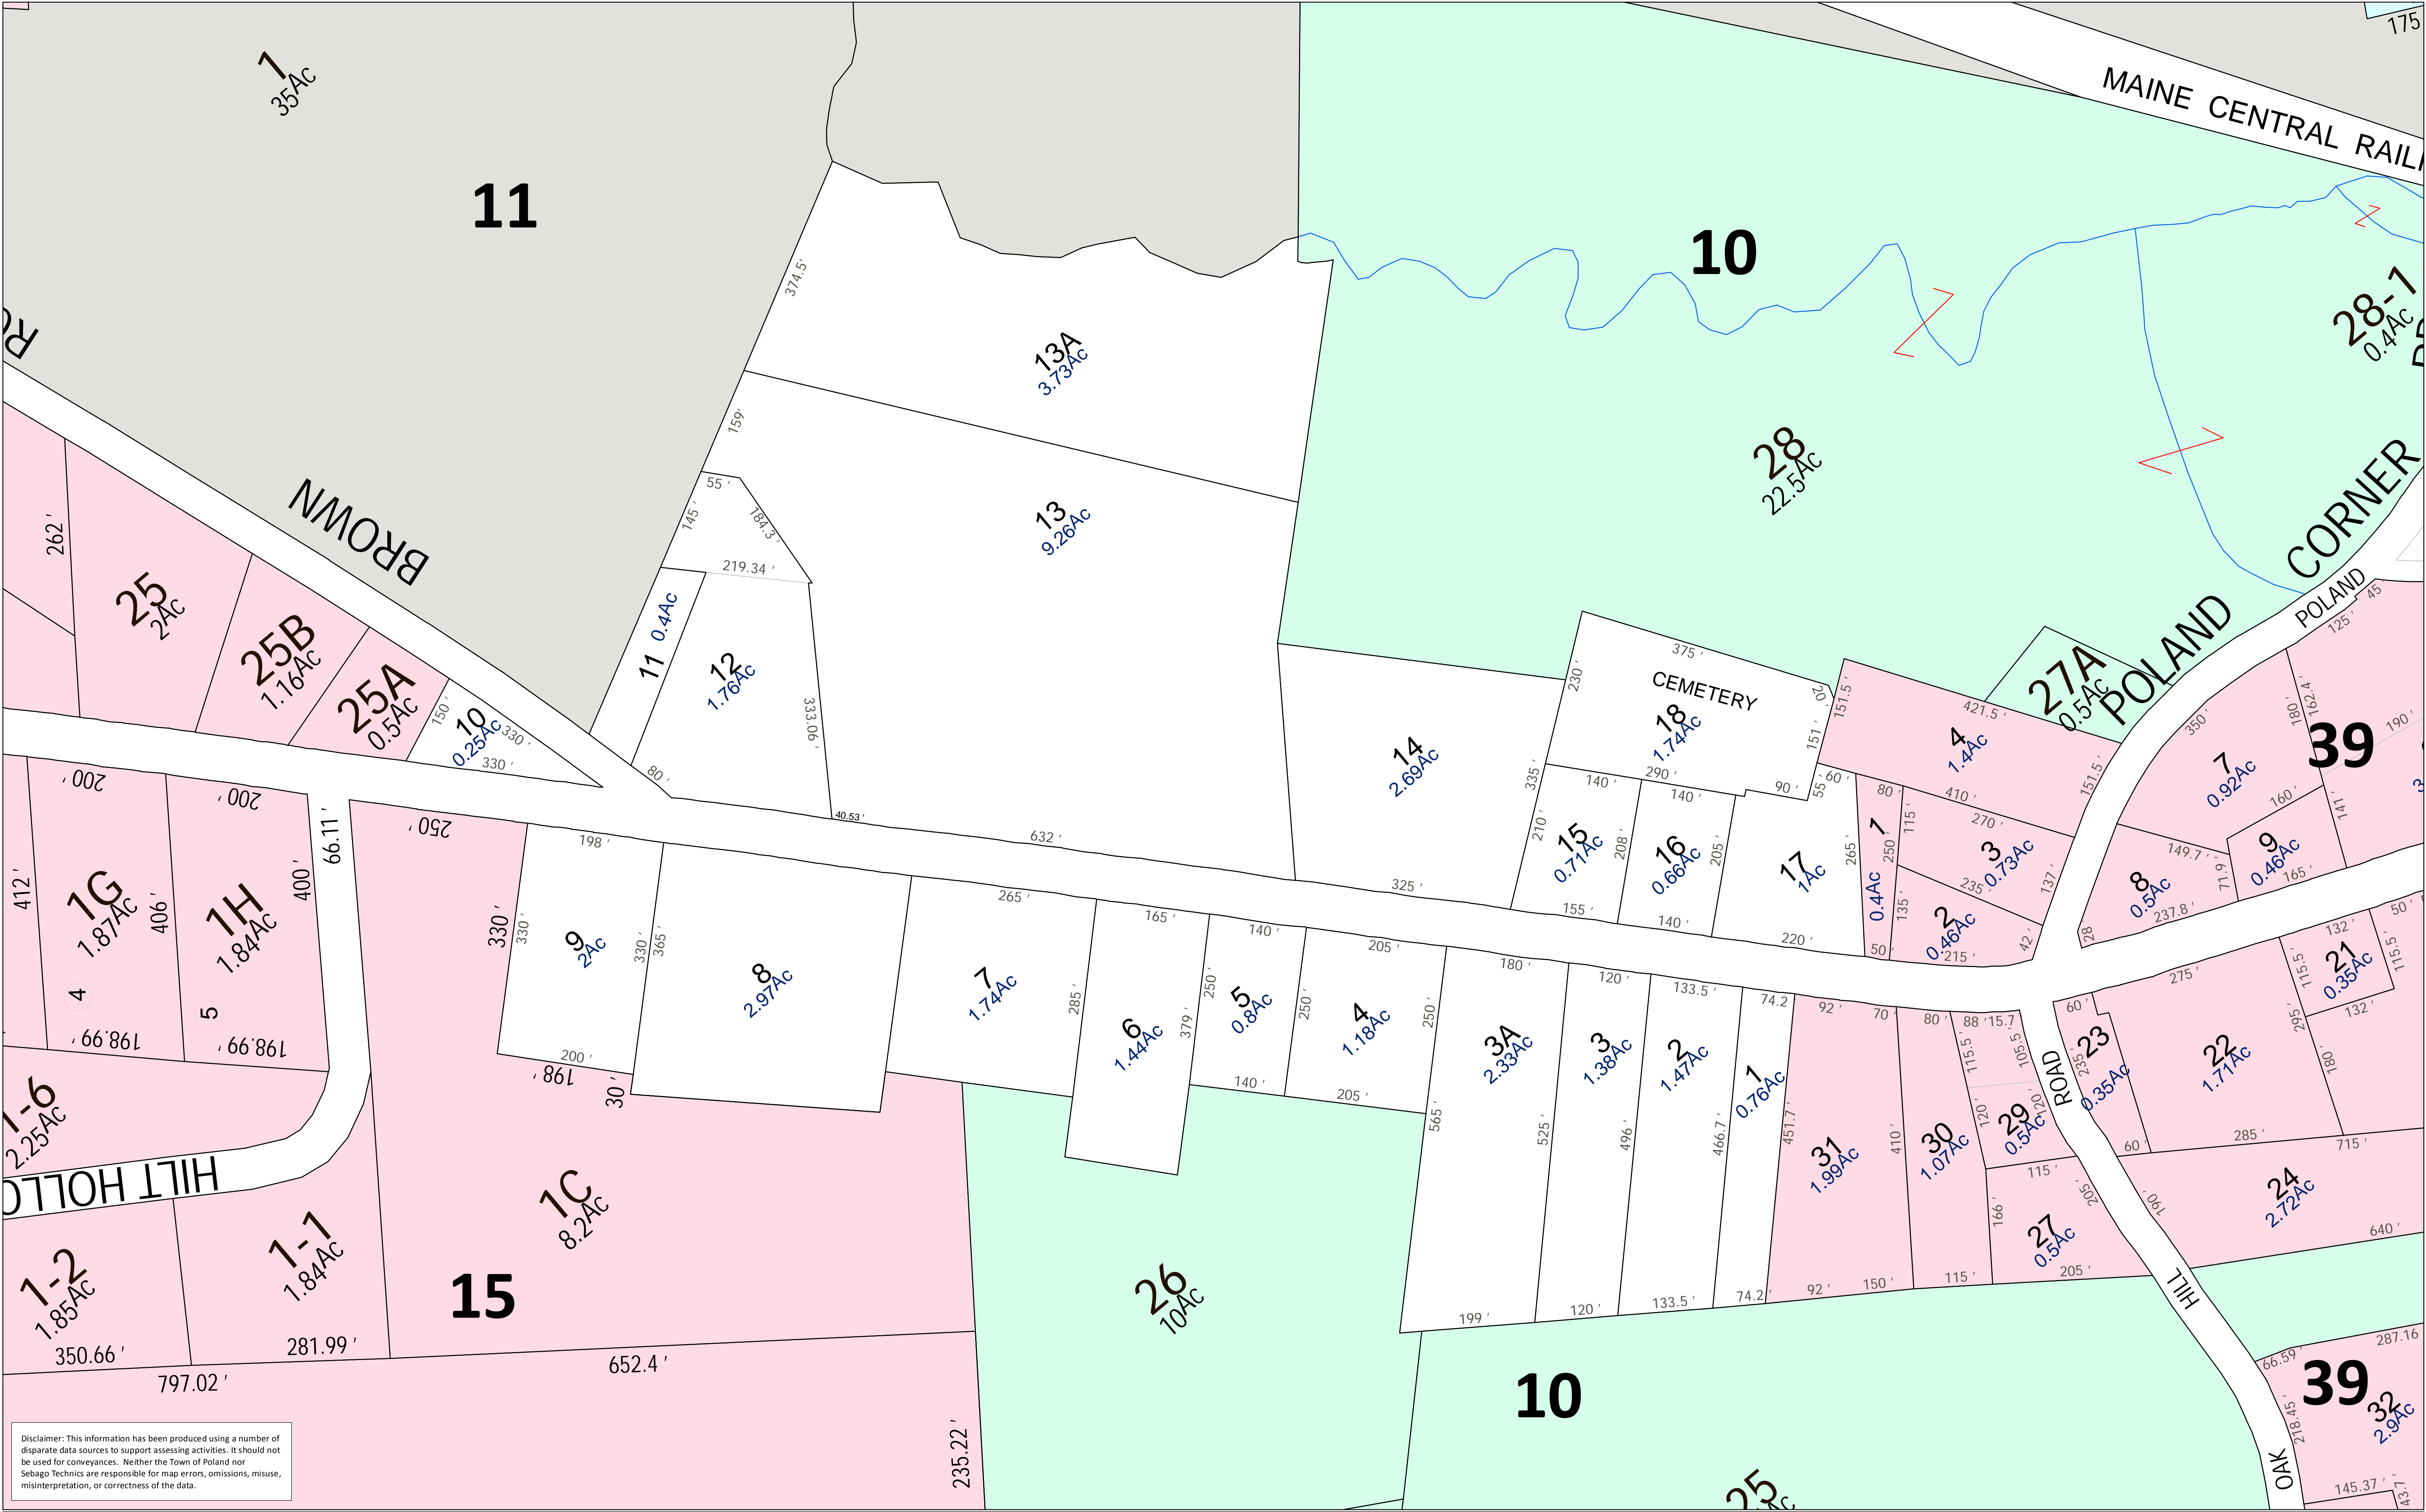 1
35Ac
11
10
175
MAINE CENTRAL RAIL
28-1
0.4Ac
374.5'
13A
3.73Ac
159'
28
22.5Ac
BROWN
262'
55'
145'
184.3'
219.34'
13
9.26Ac
CORNER
POLAND
POLAND
45'
125'
25
2Ac
25B
1.16Ac
25A
0.5Ac
150'
10
0.25Ac
330'
330'
11 0.4Ac
12
1.76Ac
333.06'
80'
40.53'
632'
14
2.69Ac
325'
230'
335'
375'
CEMETERY
18
1.74Ac
20'
151'
290'
90'
140'
140'
210'
15
0.71Ac
208'
155'
16
0.66Ac
205'
140'
55'
60'
17
1Ac
265'
220'
151.5'
421.5'
4
1.4Ac
151.5'
27A
0.5Ac
80'
410'
115'
270'
1
0.4Ac
250'
50'
3
0.73Ac
235'
137'
135'
2
0.46Ac
42'
215'
350'
7
0.92Ac
180'
162.4'
190'
39
160'
141'
149.7'
71.9'
9
0.46Ac
165'
8
0.5Ac
237.8'
28
200'
200'
250'
66.11'
412'
1G
1.87Ac
406'
1H
1.84Ac
400'
4
5
198.99'
198.99'
330'
330'
198'
9
2Ac
330'
365'
200'
198'
30'
8
2.97Ac
265'
7
1.74Ac
285'
165'
6
1.44Ac
379'
140'
250'
5
0.8Ac
250'
140'
205'
4
1.18Ac
250'
205'
180'
3A
2.33Ac
565'
199'
120'
3
1.38Ac
525'
120'
133.5'
2
1.47Ac
496'
133.5'
74.2
1
0.76Ac
466.7'
74.2'
92'
451.7'
31
1.99Ac
70'
410'
92'
150'
80'
30
1.07Ac
115'
88'
15.7'
115.5'
105.5'
120'
120'
29
0.5Ac
115'
166'
205'
27
0.5Ac
205'
ROAD
60'
235'
23
0.35Ac
60'
275'
22
1.71Ac
295'
180'
285'
715'
115.5'
132'
21
0.35Ac
115.5'
132'
50'
190'
24
2.72Ac
640'
HILL
OAK
1-6
2.25Ac
HILT HOLLO
1-2
1.85Ac
350.66'
1-1
1.84Ac
281.99'
797.02'
1C
8.2Ac
15
652.4'
235.22'
26
10Ac
10
25
66.59'
287.16
39
218.45'
32
2.9Ac
145.37'
43.7'
Disclaimer: This information has been produced using a number of
disparate data sources to support assessing activities. It should not
be used for conveyances. Neither the Town of Poland nor
Sebago Technics are responsible for map errors, omissions, misuse,
misinterpretation, or correctness of the data.